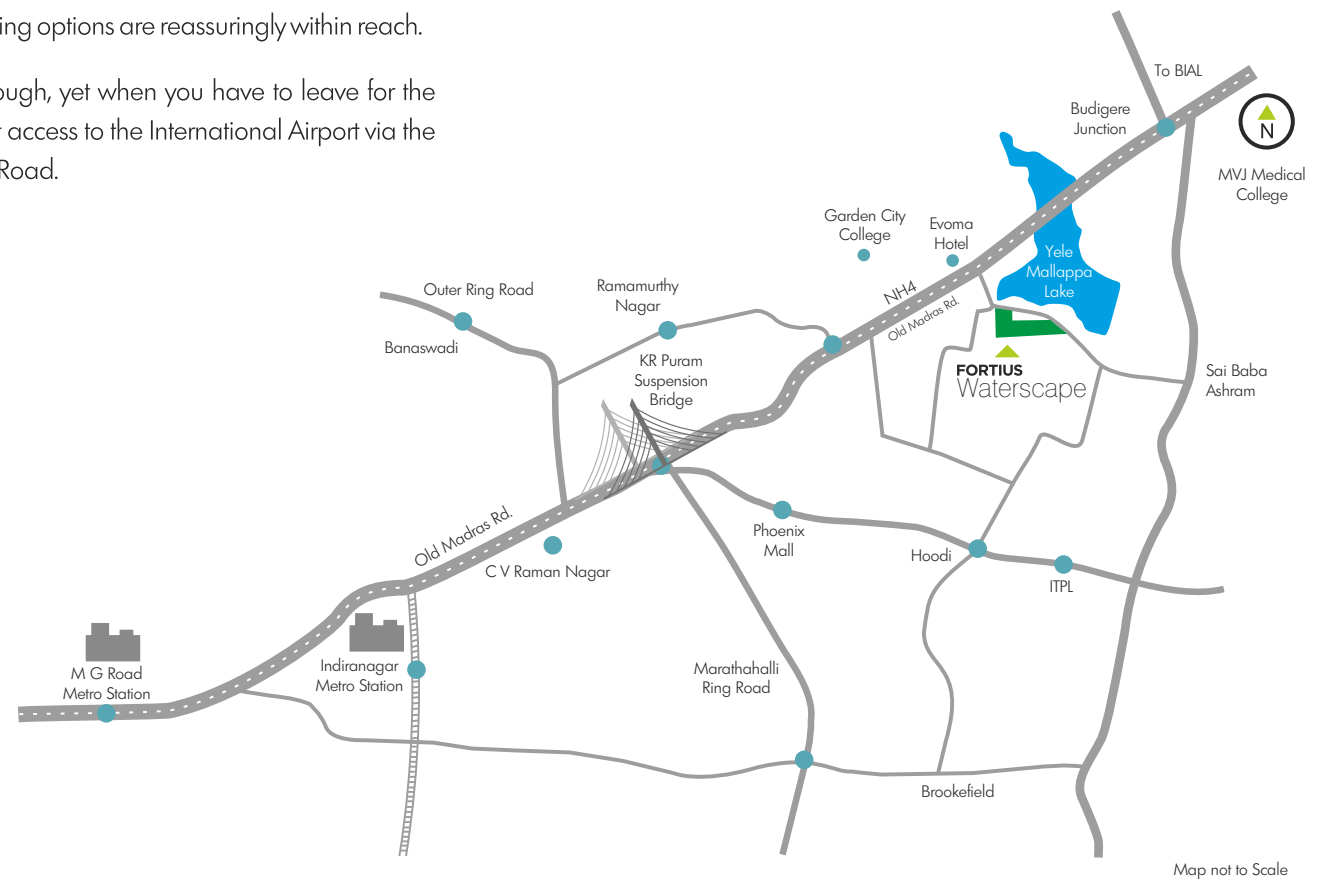 ing options are reassuringly within reach.
ough, yet when you have to leave for the
access to the International Airport via the
Road.
To BIAL
Budigere
Junction
N
MVJ Medical
College
Garden City
College
Evoma
Hotel
Yele
Mallappa
Lake
NH4
Old Madras Rd.
Outer Ring Road
Banaswadi
Ramamurthy
Nagar
KR Puram
Suspension
Bridge
FORTIUS
Waterscape
Sai Baba
Ashram
Old Madras Rd.
C V Raman Nagar
Phoenix
Mall
Hoodi
ITPL
M G Road
Metro Station
Indiranagar
Metro Station
Marathahalli
Ring Road
Brookefield
Map not to Scale